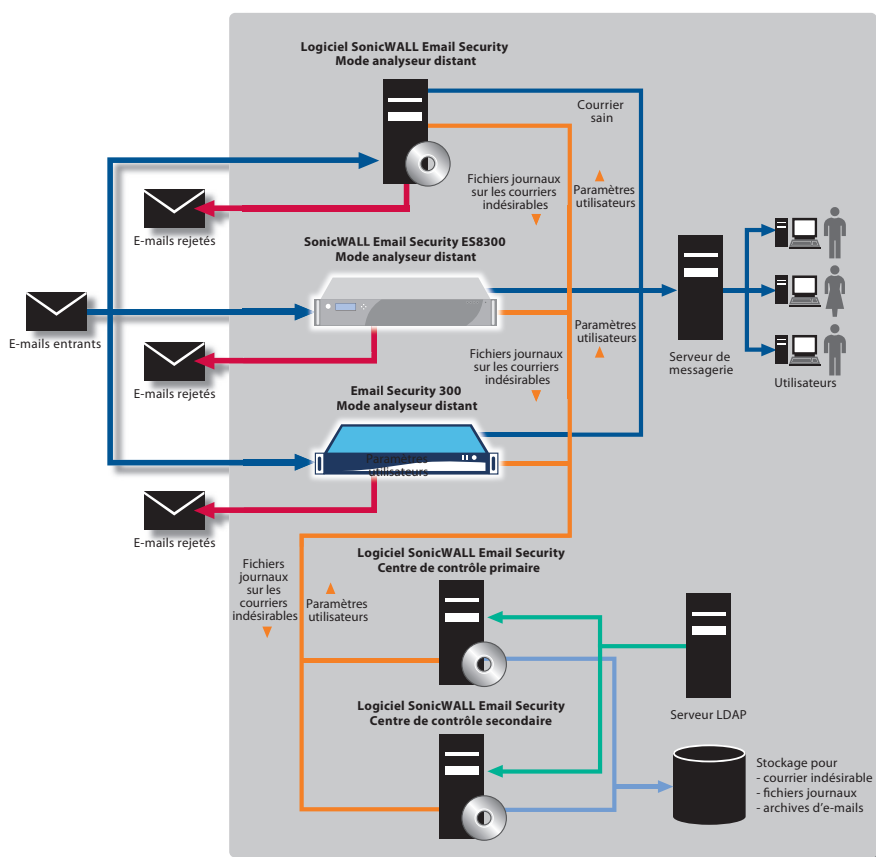 Logiciel SonicWALL Email Security
Mode analyseur distant
Courrier
sain
Fichiers journaux
sur les courriers
indésirables
Paramètres
utilisateurs
E-mails rejetés
SonicWALL Email Security ES8300
Mode analyseur distant
E-mails entrants
Paramètres
utilisateurs
Serveur de
messagerie
Utilisateurs
Fichiers journaux
sur les courriers
indésirables
E-mails rejetés
Email Security 300
Mode analyseur distant
Paramètres
utilisateurs
E-mails rejetés
Logiciel SonicWALL Email Security
Centre de contrôle primaire
Fichiers
journaux
sur les
courriers
indésirables
Paramètres
utilisateurs
Logiciel SonicWALL Email Security
Centre de contrôle secondaire
Serveur LDAP
Stockage pour
- courrier indésirable
- fichiers journaux
- archives d'e-mails